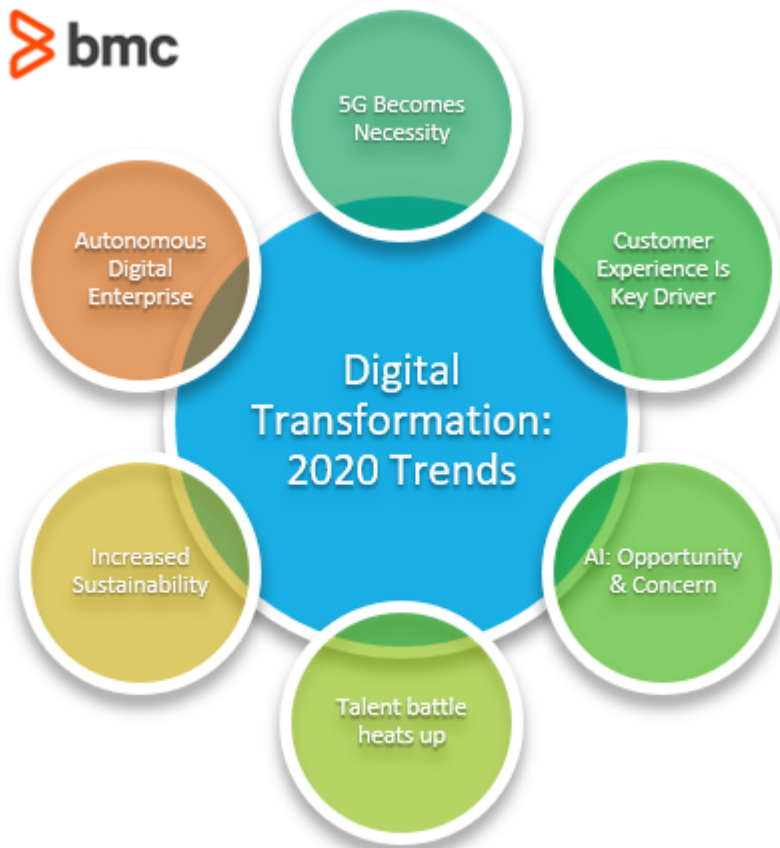 bmc
5G Becomes
Necessity
Customer
Experience Is
Key Driver
AI: Opportunity
& Concern
Talent battle
heats up
Increased
Sustainability
Autonomous
Digital
Enterprise
Digital
Transformation:
2020 Trends